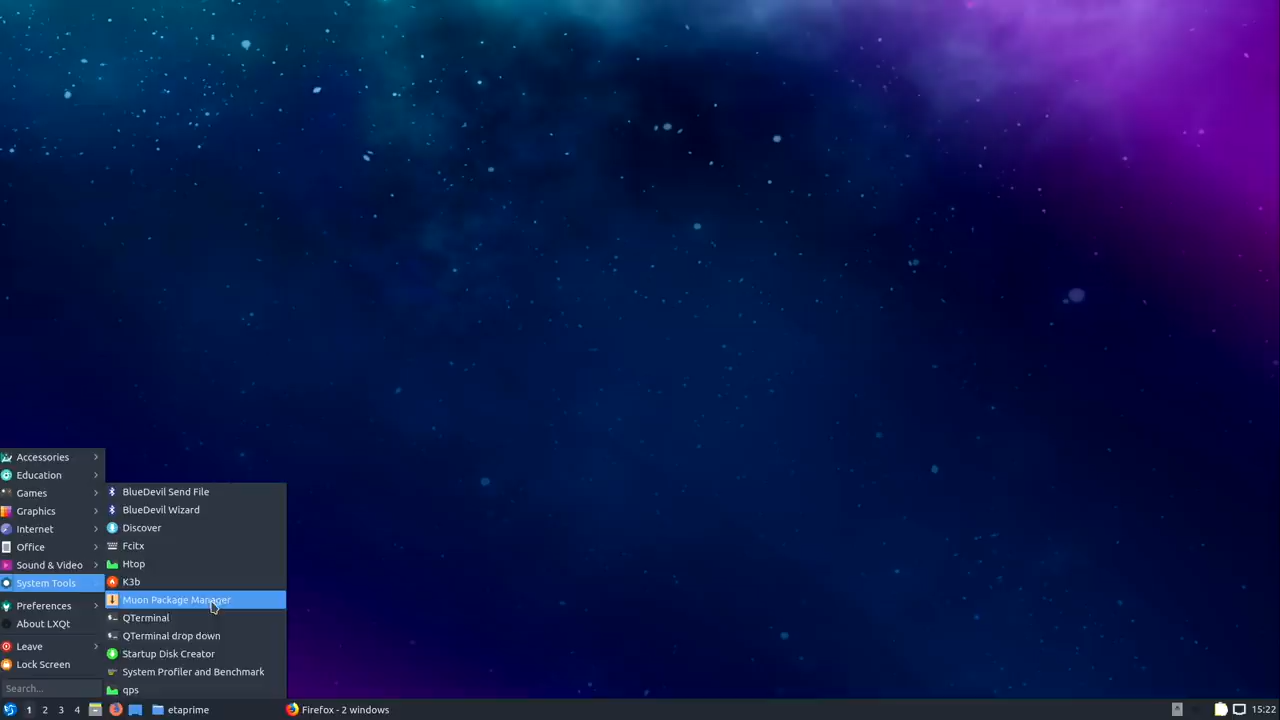 Accessories
Education
Games
Graphics
Internet
Office
Sound & Video
System Tools
Preferences
About LXQt
Leave
Lock Screen
Search...
BlueDevil Send File
BlueDevil Wizard
Discover
Fcitx
Htop
K3b
Muon Package Manager
QTerminal
QTerminal drop down
Startup Disk Creator
System Profiler and Benchmark
qps
1 2 3 4 etaprime Firefox - 2 windows 15:22